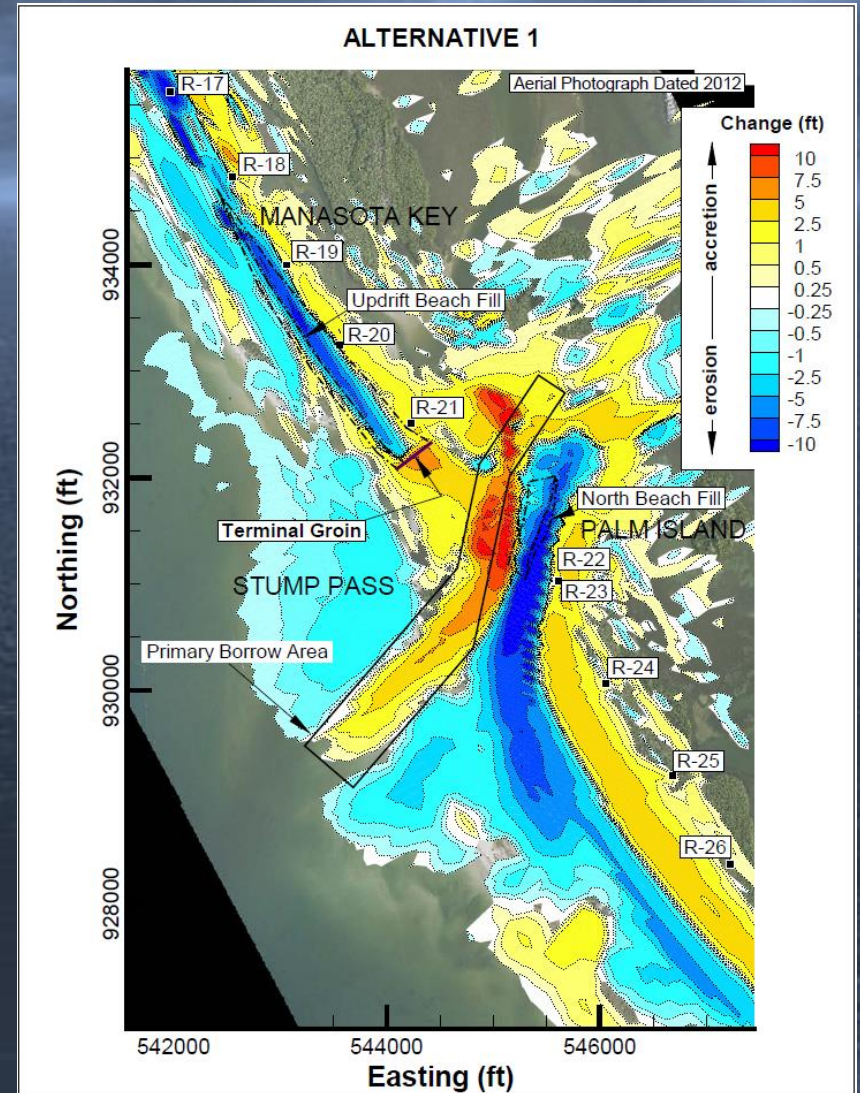 ALTERNATIVE 1
Aerial Photograph Dated 2012
R-17
Change (ft)
accretion
erosion
10
7.5
5
2.5
1
0.5
0.25
-0.25
-0.5
-1
-2.5
-5
-7.5
-10
R-18
MANASOTA KEY
R-19
Updrift Beach Fill
R-20
R-21
North Beach Fill
PALM ISLAND
Terminal Groin
R-22
STUMP PASS
R-23
Primary Borrow Area
R-24
R-25
R-26
Northing (ft)
934000
932000
930000
928000
542000 544000 546000
Easting (ft)